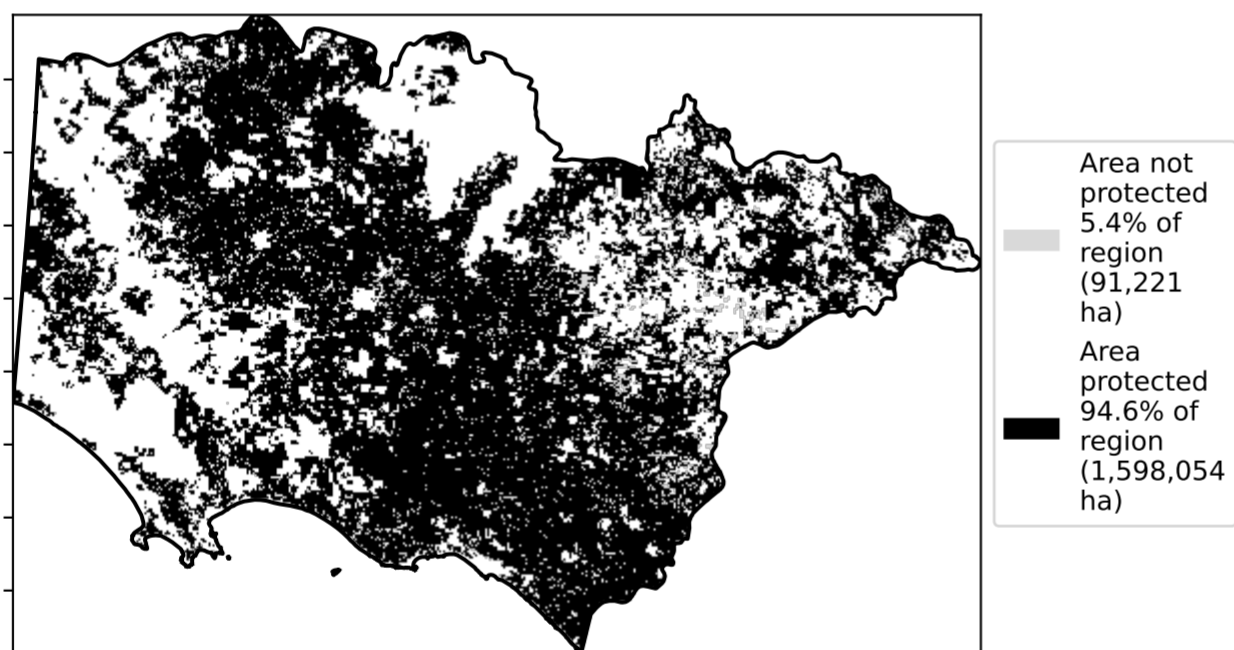 Area not
protected
5.4% of
region
(91,221
ha)
Area
protected
94.6% of
region
(1,598,054
ha)